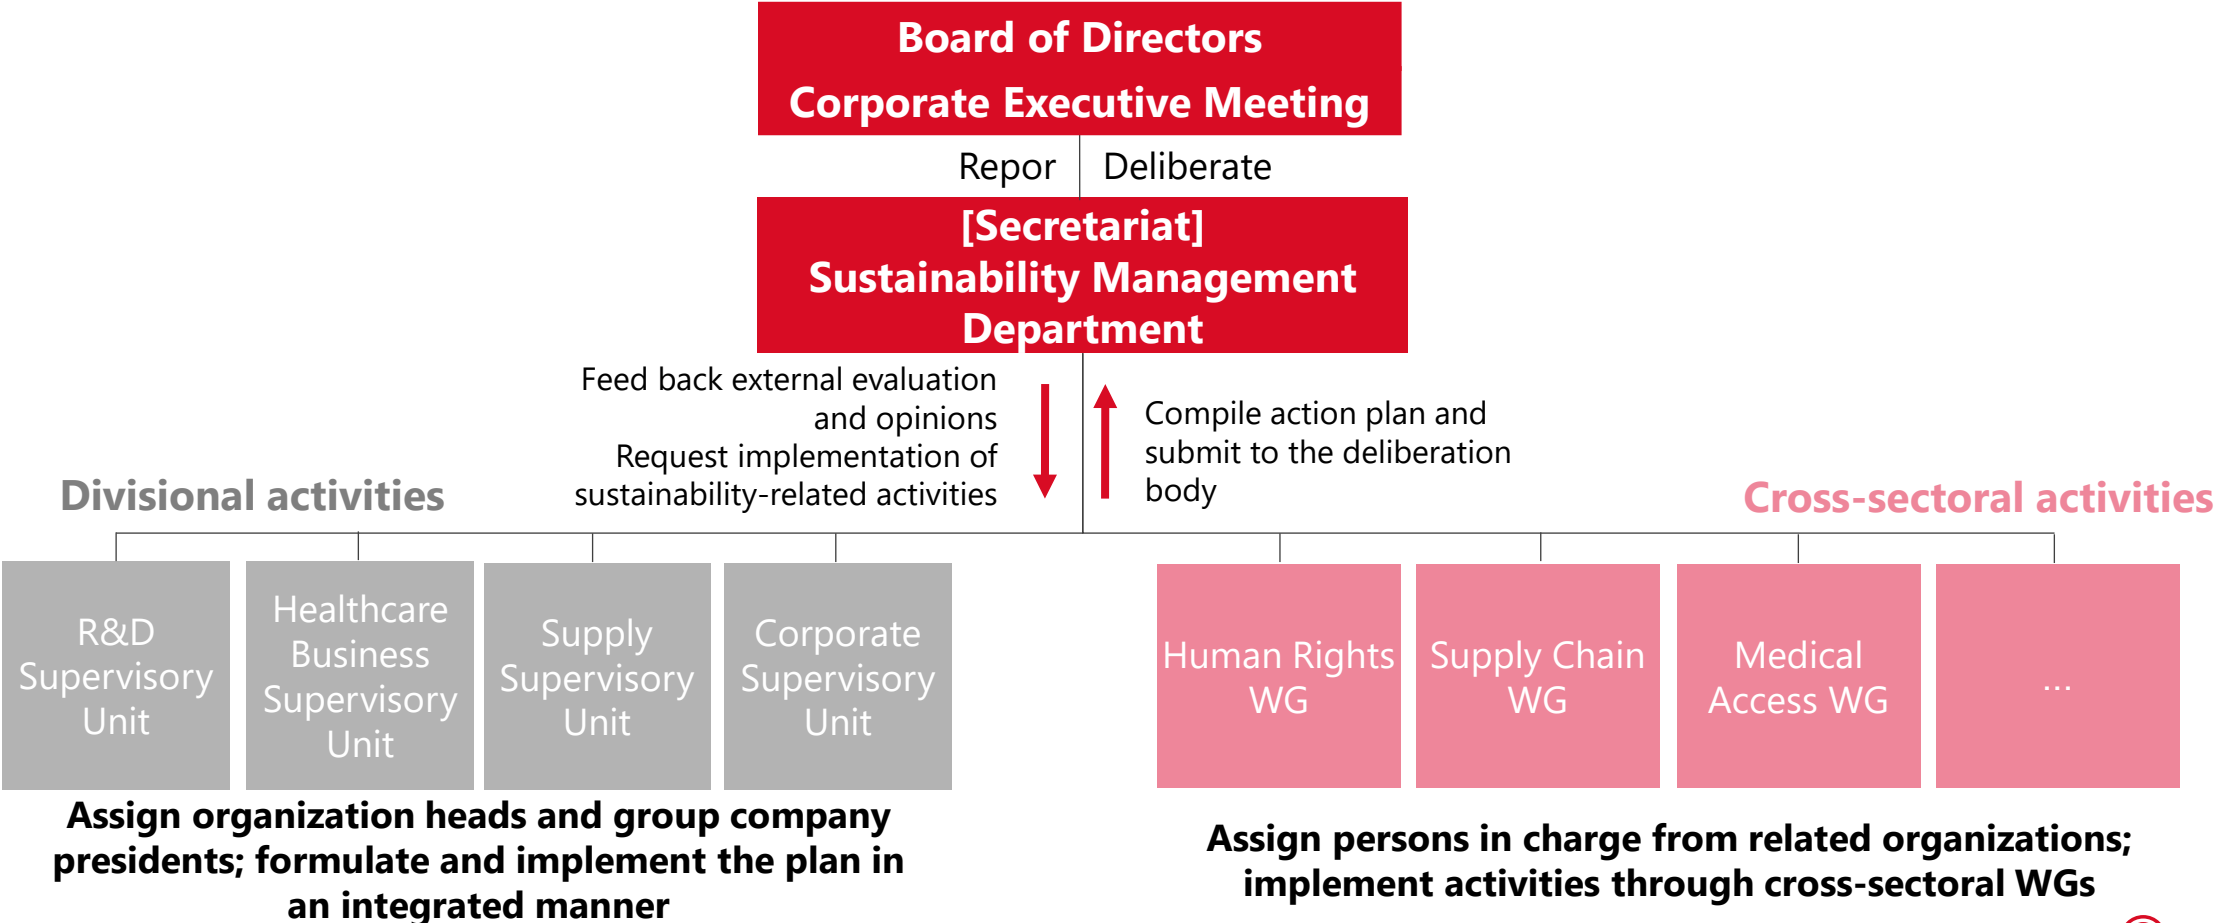 Board of Directors
Corporate Executive Meeting
Repor
Deliberate
[Secretariat]
Sustainability Management
Department
Feed back external evaluation
and opinions
Request implementation of
sustainability-related activities
Compile action plan and
submit to the deliberation
body
Divisional activities
Cross-sectoral activities
R&D
Supervisory
Unit
Healthcare
Business
Supervisory
Unit
Supply
Supervisory
Unit
Corporate
Supervisory
Unit
Human Rights
WG
Supply Chain
WG
Medical
Access WG
...
Assign organization heads and group company
presidents; formulate and implement the plan in
an integrated manner
Assign persons in charge from related organizations;
implement activities through cross-sectoral WGs